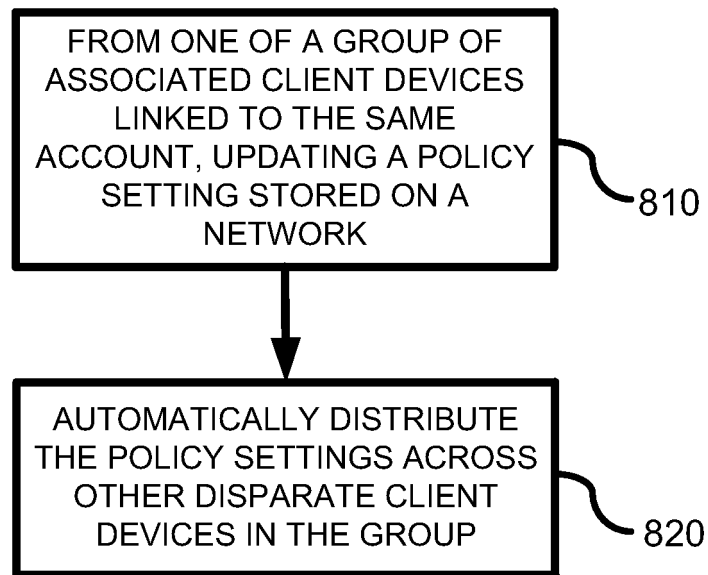 FROM ONE OF A GROUP OF
ASSOCIATED CLIENT DEVICES
LINKED TO THE SAME
ACCOUNT, UPDATING A POLICY
SETTING STORED ON A
NETWORK
810
AUTOMATICALLY DISTRIBUTE
THE POLICY SETTINGS ACROSS
OTHER DISPARATE CLIENT
DEVICES IN THE GROUP
820